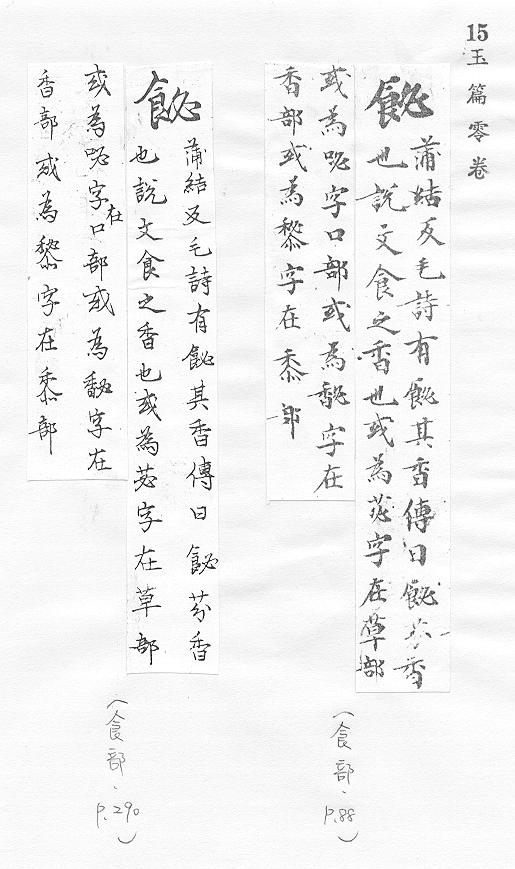 15
玉篇零卷
飶
蒲結反毛詩有飶其香傳曰飶芬香
也說文食之香也或為苾字在草部
或為咇字口部或為馝字在
香部或為䅖字在黍部
(食部、p.88)
飶
蒲結反毛詩有飶其香傳曰飶芬香
也說文食之香也或為苾字在草部
或為咇字在口部或為馝字在
香部或為䅖字在黍部
(食部、p.290)